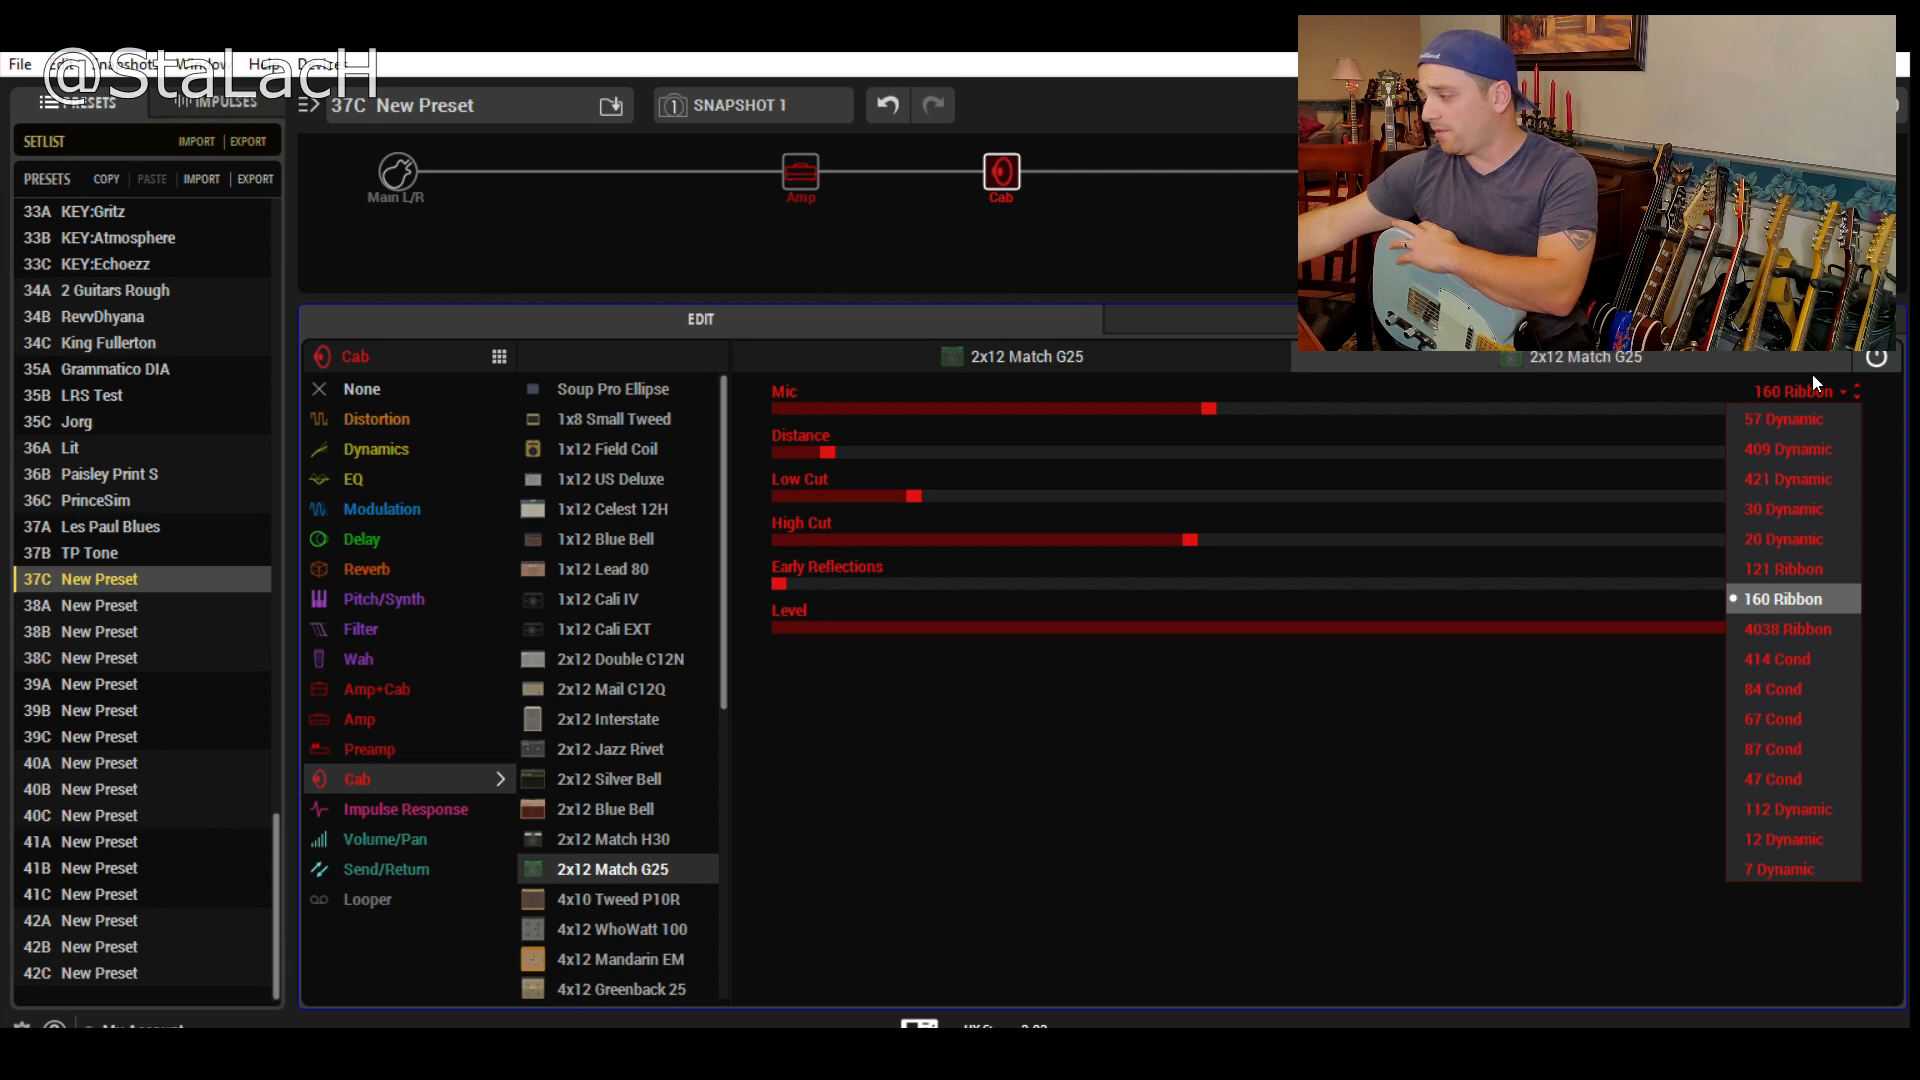 File Edit Snapshots Window Help Devices
@StaLacH
PRESETS
IMPULSES
37C New Preset
1 SNAPSHOT 1
SETLIST IMPORT | EXPORT
PRESETS COPY PASTE IMPORT | EXPORT
33A KEY:Gritz
33B KEY:Atmosphere
33C KEY:Echoezz
34A 2 Guitars Rough
34B RevvDhyana
34C King Fullerton
35A Grammatico DIA
35B LRS Test
35C Jorg
36A Lit
36B Paisley Print S
36C PrinceSim
37A Les Paul Blues
37B TP Tone
37C New Preset
38A New Preset
38B New Preset
38C New Preset
39A New Preset
39B New Preset
39C New Preset
40A New Preset
40B New Preset
40C New Preset
41A New Preset
41B New Preset
41C New Preset
42A New Preset
42B New Preset
42C New Preset
My Account
Main L/R
Amp
Cab
EDIT
Cab
None
Distortion
Dynamics
EQ
Modulation
Delay
Reverb
Pitch/Synth
Filter
Wah
Amp+Cab
Amp
Preamp
Cab
Impulse Response
Volume/Pan
Send/Return
Looper
Soup Pro Ellipse
1x8 Small Tweed
1x12 Field Coil
1x12 US Deluxe
1x12 Celest 12H
1x12 Blue Bell
1x12 Lead 80
1x12 Cali IV
1x12 Cali EXT
2x12 Double C12N
2x12 Mail C12Q
2x12 Interstate
2x12 Jazz Rivet
2x12 Silver Bell
2x12 Blue Bell
2x12 Match H30
2x12 Match G25
4x10 Tweed P10R
4x12 WhoWatt 100
4x12 Mandarin EM
4x12 Greenback 25
2x12 Match G25
2x12 Match G25
Mic
160 Ribbon
Distance
Low Cut
High Cut
Early Reflections
Level
57 Dynamic
409 Dynamic
421 Dynamic
30 Dynamic
20 Dynamic
121 Ribbon
160 Ribbon
4038 Ribbon
414 Cond
84 Cond
67 Cond
87 Cond
47 Cond
112 Dynamic
12 Dynamic
7 Dynamic